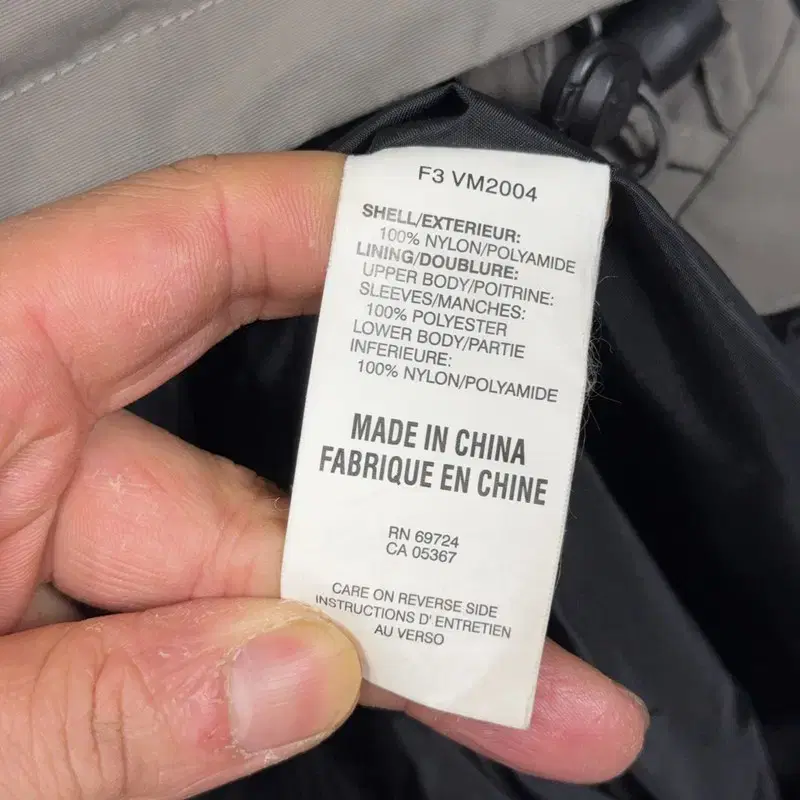 F3 VM2004
SHELL/EXTERIEUR:
100% NYLON/POLYAMIDE
LINING/DOUBLURE:
UPPER BODY/POITRINE:
SLEEVES/MANCHES:
100% POLYESTER
LOWER BODY/PARTIE
INFERIEURE:
100% NYLON/POLYAMIDE
MADE IN CHINA
FABRIQUE EN CHINE
RN 69724
CA 05367
CARE ON REVERSE SIDE
INSTRUCTIONS D' ENTRETIEN
AU VERSO